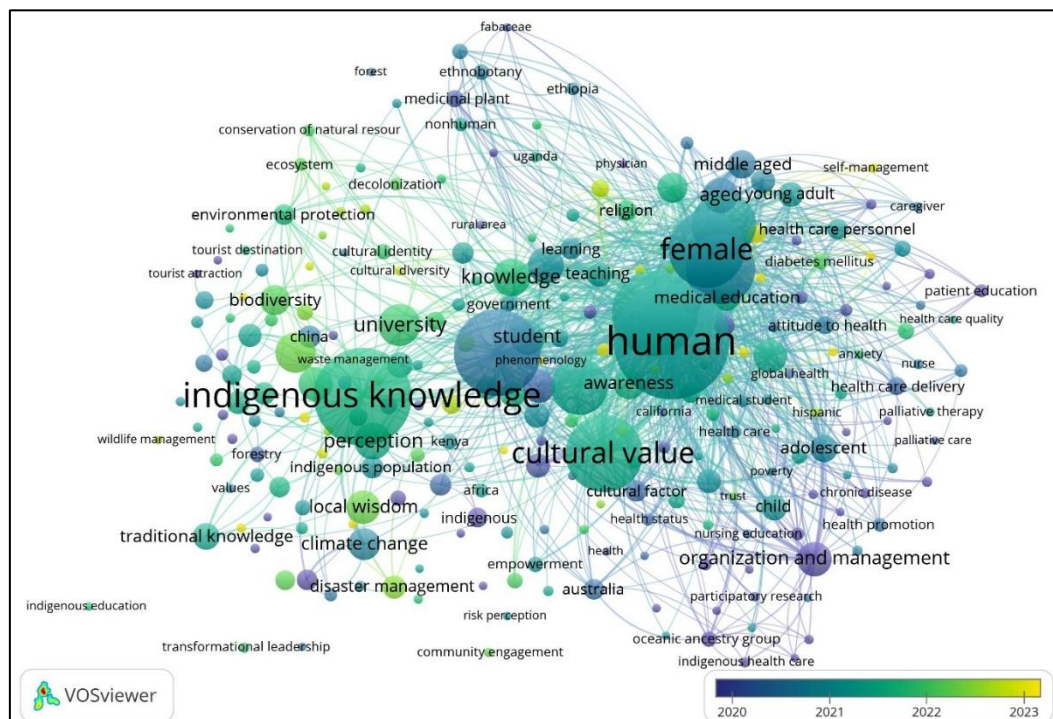 fabaceae
forest
ethnobotany
ethiopia
medicinal plant
nonhuman
conservation of natural resour
uganda
physician
middle aged
self-management
ecosystem
decolonization
aged
young adult
caregiver
environmental protection
rural area
religion
tourist destination
cultural identity
learning
female
health care personnel
tourist attraction
cultural diversity
knowledge
teaching
diabetes mellitus
patient education
biodiversity
government
medical education
university
student
attitude to health
health care quality
china
waste management
phenomenology
human
anxiety
global health
nurse
indigenous knowledge
awareness
medical student
health care delivery
california
hispanic
palliative therapy
wildlife management
perception
kenya
cultural value
health care
adolescent
palliative care
forestry
indigenous population
poverty
values
africa
cultural factor
trust
chronic disease
local wisdom
indigenous
health status
child
health promotion
traditional knowledge
climate change
nursing education
health
organization and management
empowerment
disaster management
australia
participatory research
indigenous education
risk perception
oceanic ancestry group
transformational leadership
community engagement
indigenous health care
VOSviewer
2020 2021 2022 2023